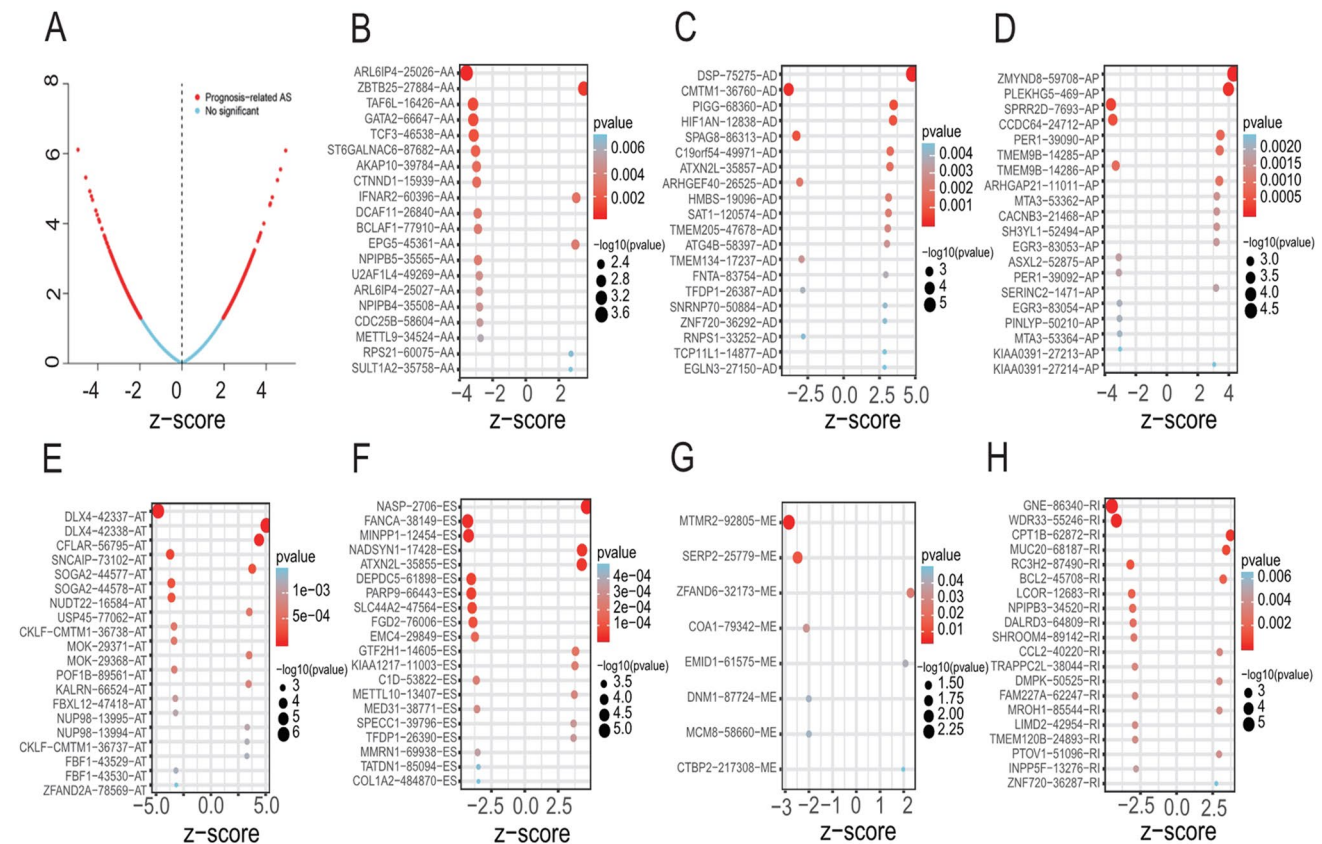 A
8
6
4
2
0
Prognosis-related AS
No significant
-4 -2 0 2 4
z-score
B
ARL6IP4-25026-AA
ZBTB25-27884-AA
TAF6L-16426-AA
GATA2-66647-AA
TCF3-46538-AA
ST6GALNAC6-87682-AA
AKAP10-39784-AA
CTNND1-15939-AA
IFNAR2-60396-AA
DCAF11-26840-AA
BCLAF1-77910-AA
EPG5-45361-AA
NPIPB5-35565-AA
U2AF1L4-49269-AA
ARL6IP4-25027-AA
NPIPB4-35508-AA
CDC25B-58604-AA
METTL9-34524-AA
RPS21-60075-AA
SULT1A2-35758-AA
-4 -2 0 2
z-score
pvalue
0.006
0.004
0.002
-log10(pvalue)
2.4
2.8
3.2
3.6
C
DSP-75275-AD
CMTM1-36760-AD
PIGG-68360-AD
HIF1AN-12838-AD
SPAG8-86313-AD
C19orf54-49971-AD
ATXN2L-35857-AD
ARHGEF40-26525-AD
HMBS-19096-AD
SAT1-120574-AD
TMEM205-47678-AD
ATG4B-58397-AD
TMEM134-17237-AD
FNTA-83754-AD
TFDP1-26387-AD
SNRNP70-50884-AD
ZNF720-36292-AD
RNPS1-33252-AD
TCP11L1-14877-AD
EGLN3-27150-AD
-2.5 0.0 2.5 5.0
z-score
pvalue
0.004
0.003
0.002
0.001
-log10(pvalue)
3
4
5
D
ZMYND8-59708-AP
PLEKHG5-469-AP
SPRR2D-7693-AP
CCDC64-24712-AP
PER1-39090-AP
TMEM9B-14285-AP
TMEM9B-14286-AP
ARHGAP21-11011-AP
MTA3-53362-AP
CACNB3-21468-AP
SH3YL1-52494-AP
EGR3-83053-AP
ASXL2-52875-AP
PER1-39092-AP
SERINC2-1471-AP
EGR3-83054-AP
PINLYP-50210-AP
MTA3-53364-AP
KIAA0391-27213-AP
KIAA0391-27214-AP
-4 -2 0 2 4
z-score
pvalue
0.0020
0.0015
0.0010
0.0005
-log10(pvalue)
3.0
3.5
4.0
4.5
E
DLX4-42337-AT
DLX4-42338-AT
CFLAR-56795-AT
SNCAIP-73102-AT
SOGA2-44577-AT
SOGA2-44578-AT
NUDT22-16584-AT
USP45-77062-AT
CKLF-CMTM1-36738-AT
MOK-29371-AT
MOK-29368-AT
POF1B-89561-AT
KALRN-66524-AT
FBXL12-47418-AT
NUP98-13995-AT
NUP98-13994-AT
CKLF-CMTM1-36737-AT
FBF1-43529-AT
FBF1-43530-AT
ZFAND2A-78569-AT
-5.0 0.0 5.0
z-score
pvalue
1e-03
5e-04
-log10(pvalue)
3
4
5
6
F
NASP-2706-ES
FANCA-38149-ES
MINPP1-12454-ES
NADSYN1-17428-ES
ATXN2L-35855-ES
DEPDC5-61898-ES
PARP9-66443-ES
SLC44A2-47564-ES
FGD2-76006-ES
EMC4-29849-ES
GTF2H1-14605-ES
KIAA1217-11003-ES
C1D-53822-ES
METTL10-13407-ES
MED31-38771-ES
SPECC1-39796-ES
TFDP1-26390-ES
MMRN1-69938-ES
TATDN1-85094-ES
COL1A2-484870-ES
-2.5 0.0 2.5
z-score
pvalue
4e-04
3e-04
2e-04
1e-04
-log10(pvalue)
3.5
4.0
4.5
5.0
G
MTMR2-92805-ME
SERP2-25779-ME
ZFAND6-32173-ME
COA1-79342-ME
EMID1-61575-ME
DNM1-87724-ME
MCM8-58660-ME
CTBP2-217308-ME
-3 -2 -1 0 1 2
z-score
pvalue
0.04
0.03
0.02
0.01
-log10(pvalue)
1.50
1.75
2.00
2.25
H
GNE-86340-RI
WDR33-55246-RI
CPT1B-62872-RI
MUC20-68187-RI
RC3H2-87490-RI
BCL2-45708-RI
LCOR-12683-RI
NPIPB3-34520-RI
DALRD3-64809-RI
SHROOM4-89142-RI
CCL2-40220-RI
TRAPPC2L-38044-RI
DMPK-50525-RI
FAM227A-62247-RI
MROH1-85544-RI
LIMD2-42954-RI
TMEM120B-24893-RI
PTOV1-51096-RI
INPP5F-13276-RI
ZNF720-36287-RI
-2.5 0.0 2.5
z-score
pvalue
0.006
0.004
0.002
-log10(pvalue)
3
4
5